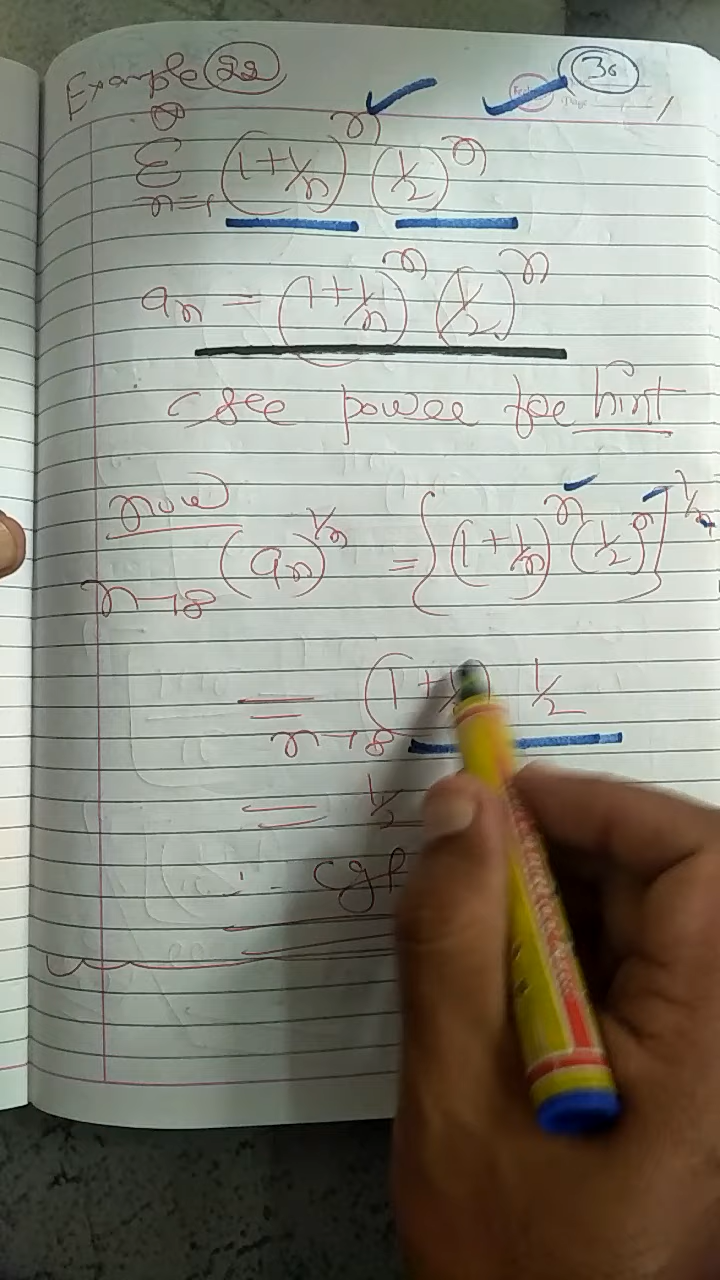 Example 22
36
∞
Σ (1+1/n)^n (1/2)^n
n=1
a_n = (1+1/n)^n (1/2)^n
see power for hint
now
n→∞ (a_n)^1/n = {(1+1/n)^n (1/2)^n}^1/n
= (1+1/n) 1/2
n→∞
= 1/2
∴ cgt